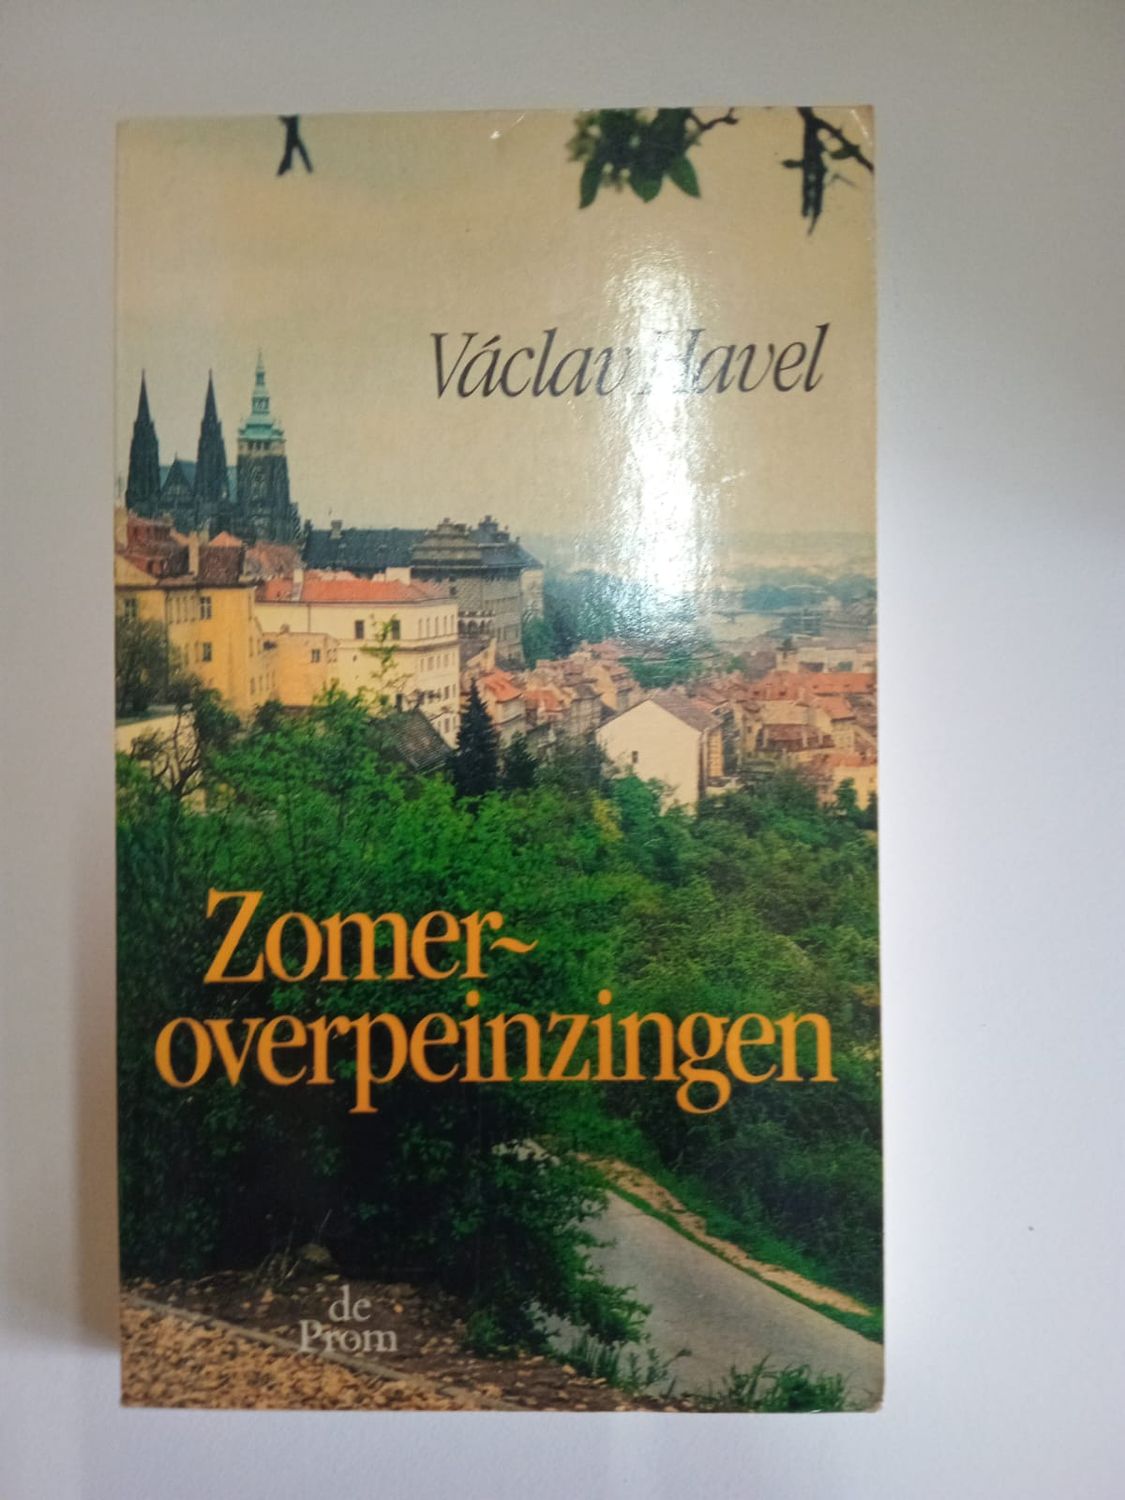 Václav Havel
Zomer~
overpeinzingen
de
Prom